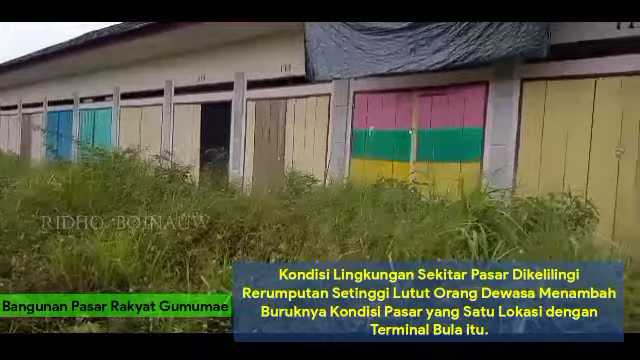 RIDHO BOINAUW
Kondisi Lingkungan Sekitar Pasar Dikelilingi
Rerumputan Setinggi Lutut Orang Dewasa Menambah
Buruknya Kondisi Pasar yang Satu Lokasi dengan
Terminal Bula itu.
Bangunan Pasar Rakyat Gumumae